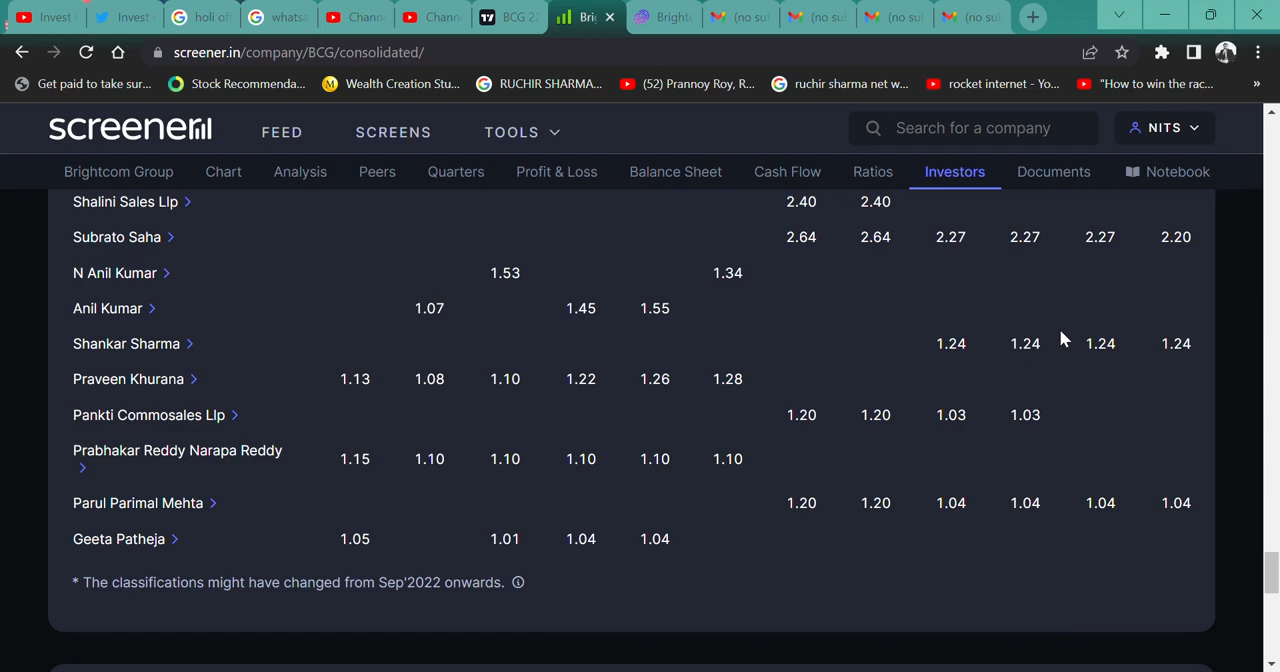 Invest
Invest
holi of
whatsa
Chann
Chann
BCG 22
Bri
Bright
(no su
(no sul
(no sul
(no sul
screener.in/company/BCG/consolidated/
Get paid to take sur... Stock Recommenda... Wealth Creation Stu... RUCHIR SHARMA... (52) Prannoy Roy, R... ruchir sharma net w... rocket internet - Yo... "How to win the rac... »
screener FEED SCREENS TOOLS Search for a company NITS
Brightcom Group Chart Analysis Peers Quarters Profit & Loss Balance Sheet Cash Flow Ratios Investors Documents Notebook
Shalini Sales Llp 2.40 2.40
Subrato Saha 2.64 2.64 2.27 2.27 2.27 2.20
N Anil Kumar 1.53 1.34
Anil Kumar 1.07 1.45 1.55
Shankar Sharma 1.24 1.24 1.24 1.24
Praveen Khurana 1.13 1.08 1.10 1.22 1.26 1.28
Pankti Commosales Llp 1.20 1.20 1.03 1.03
Prabhakar Reddy Narapa Reddy 1.15 1.10 1.10 1.10 1.10 1.10
Parul Parimal Mehta 1.20 1.20 1.04 1.04 1.04 1.04
Geeta Patheja 1.05 1.01 1.04 1.04
* The classifications might have changed from Sep'2022 onwards.